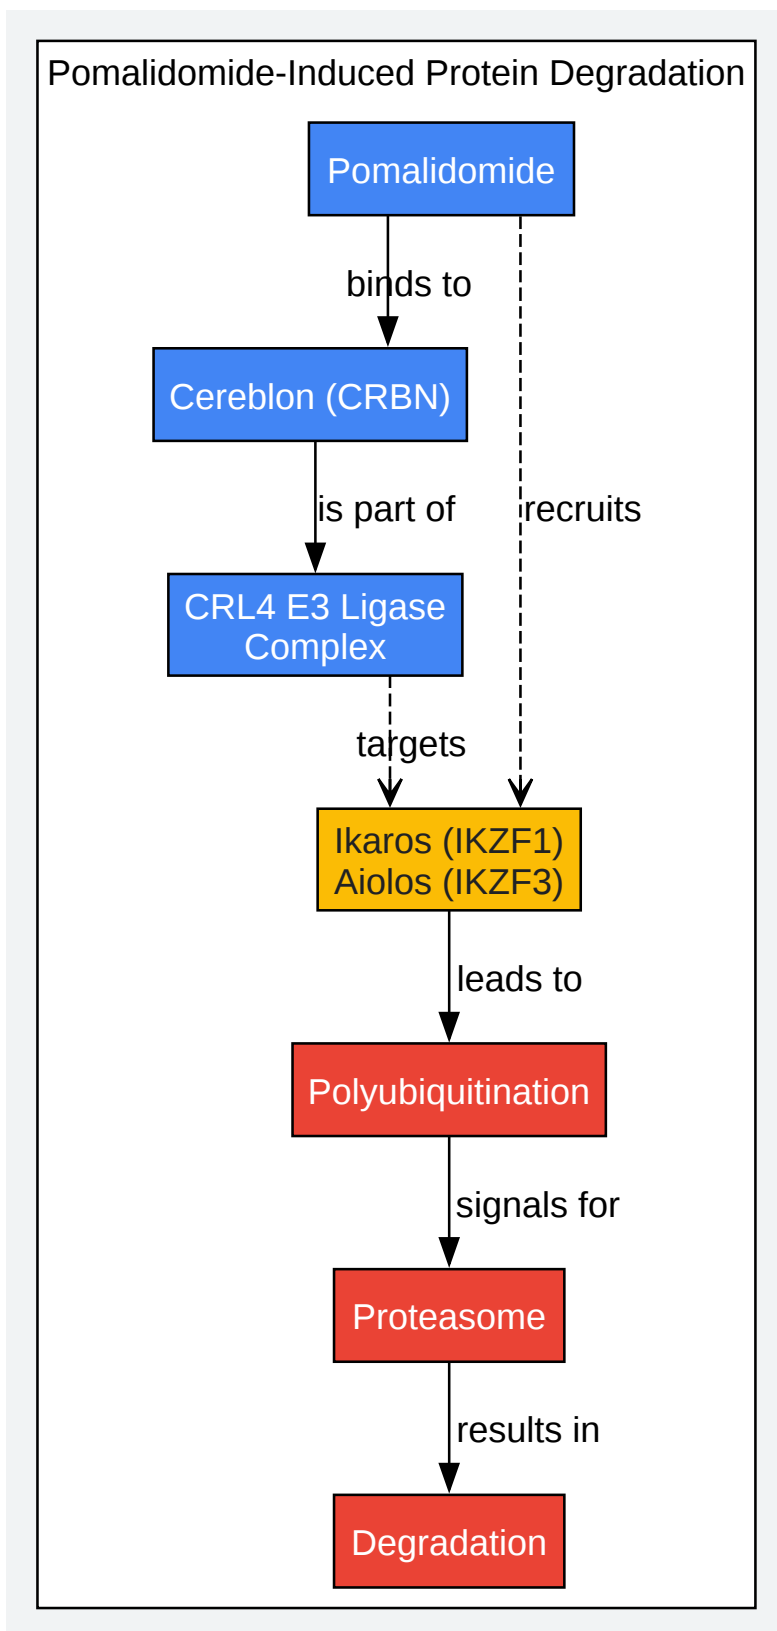 Pomalidomide-Induced Protein Degradation
Pomalidomide
binds to
Cereblon (CRBN)
is part of
recruits
CRL4 E3 Ligase
Complex
targets
Ikaros (IKZF1)
Aiolos (IKZF3)
leads to
Polyubiquitination
signals for
Proteasome
results in
Degradation